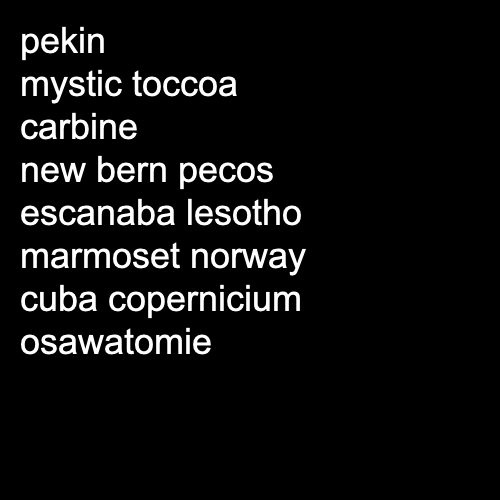 pekin
mystic toccoa
carbine
new bern pecos
escanaba lesotho
marmoset norway
cuba copernicium
osawatomie